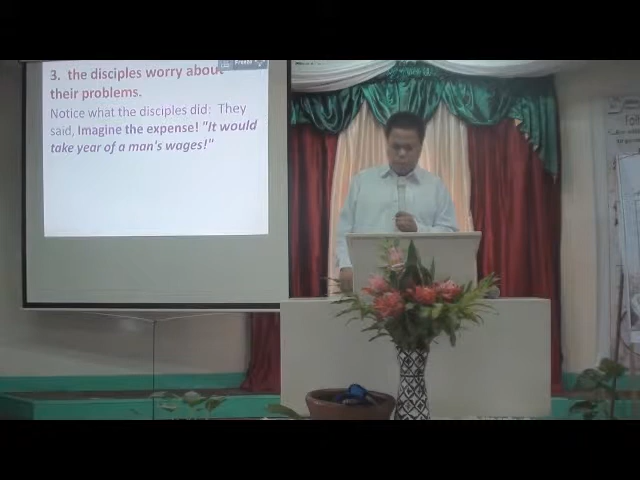 3. the disciples worry about
their problems.
Notice what the disciples did: They
said, Imagine the expense! "It would
take year of a man's wages!"